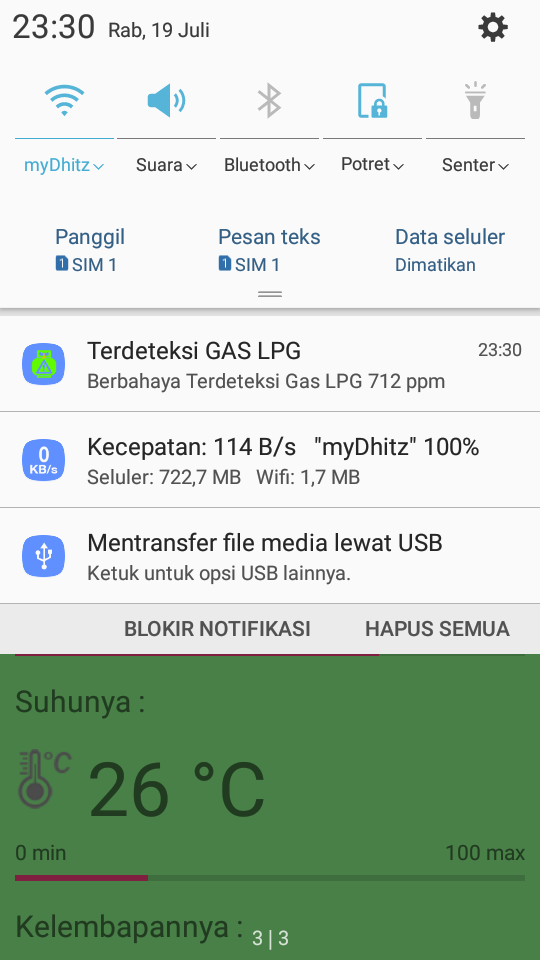 23:30 Rab, 19 Juli
myDhitz Suara Bluetooth Potret Senter
Panggil Pesan teks Data seluler
1 SIM 1 1 SIM 1 Dimatikan
Terdeteksi GAS LPG 23:30
Berbahaya Terdeteksi Gas LPG 712 ppm
0 KB/s
Kecepatan: 114 B/s "myDhitz" 100%
Seluler: 722,7 MB Wifi: 1,7 MB
Mentransfer file media lewat USB
Ketuk untuk opsi USB lainnya.
BLOKIR NOTIFIKASI HAPUS SEMUA
Suhunya :
°C 26 °C
0 min 100 max
Kelembapannya :
3 | 3